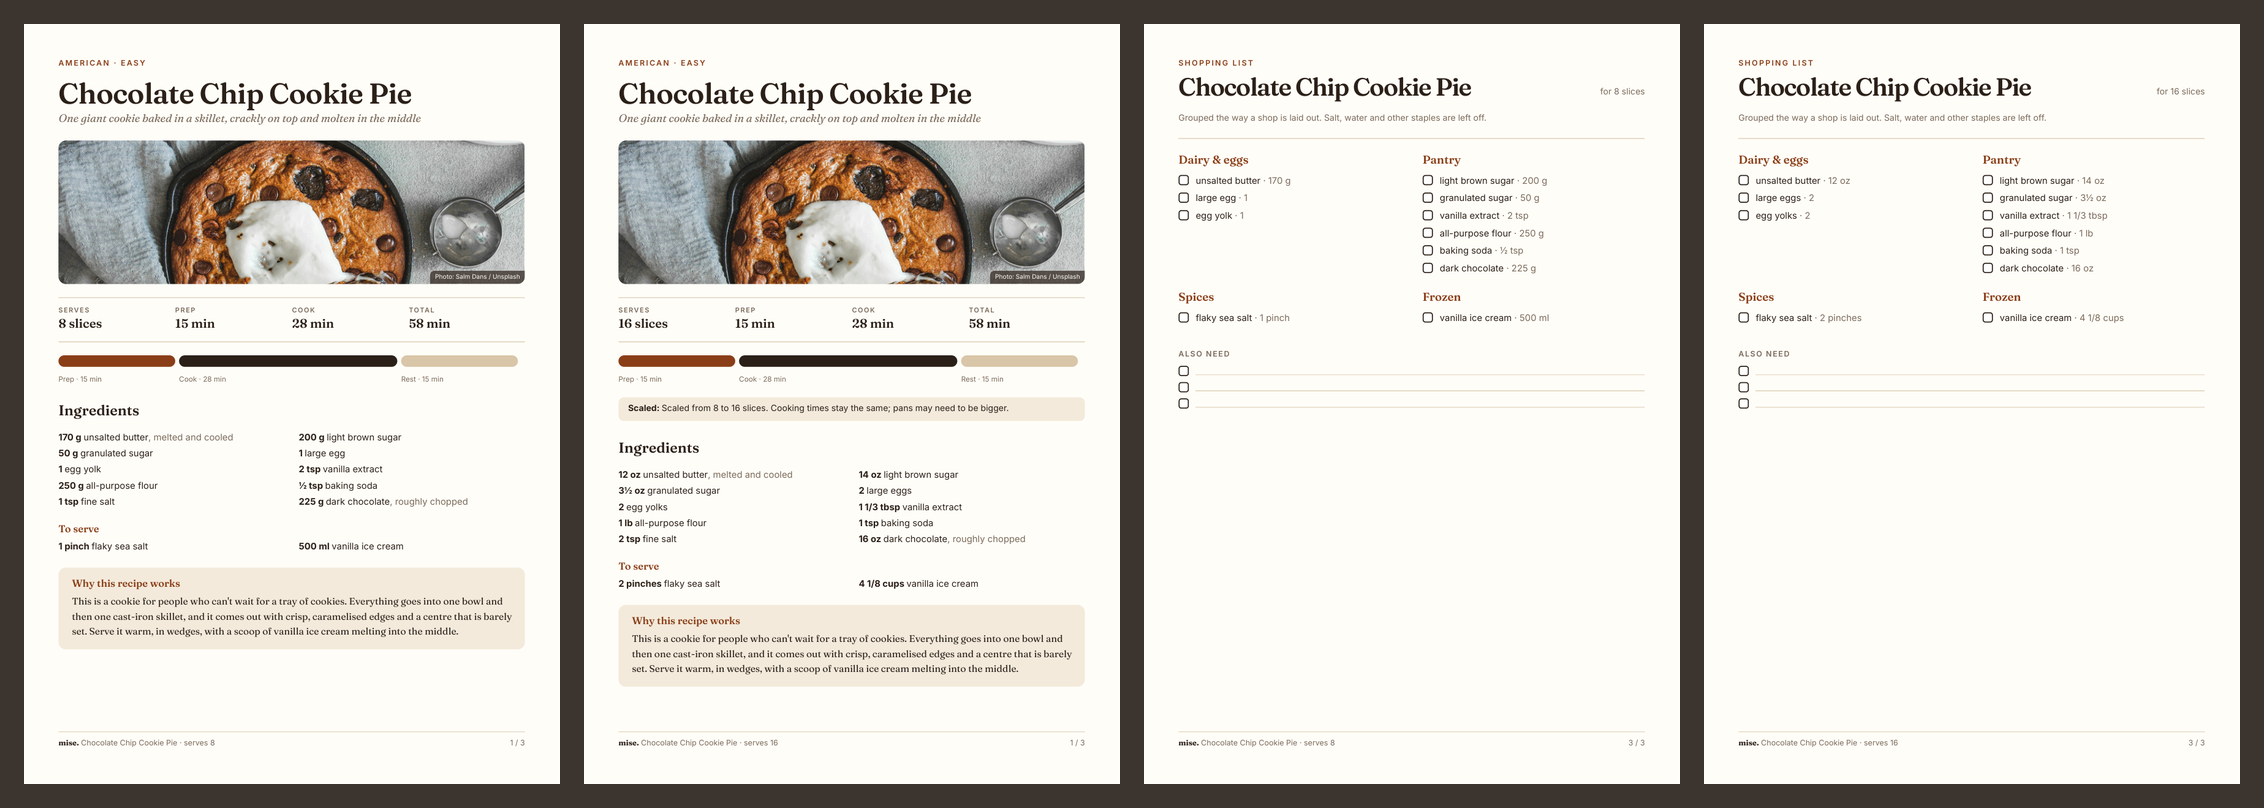 AMERICAN · EASY
Chocolate Chip Cookie Pie
One giant cookie baked in a skillet, crackly on top and molten in the middle
Photo: Salm Dans / Unsplash
SERVES PREP COOK TOTAL
8 slices 15 min 28 min 58 min
Prep · 15 min Cook · 28 min Rest · 15 min
Ingredients
170 g unsalted butter, melted and cooled
50 g granulated sugar
1 egg yolk
250 g all-purpose flour
1 tsp fine salt
200 g light brown sugar
1 large egg
2 tsp vanilla extract
½ tsp baking soda
225 g dark chocolate, roughly chopped
To serve
1 pinch flaky sea salt
500 ml vanilla ice cream
Why this recipe works
This is a cookie for people who can't wait for a tray of cookies. Everything goes into one bowl and
then one cast-iron skillet, and it comes out with crisp, caramelised edges and a centre that is barely
set. Serve it warm, in wedges, with a scoop of vanilla ice cream melting into the middle.
mise. Chocolate Chip Cookie Pie · serves 8
1 / 3
AMERICAN · EASY
Chocolate Chip Cookie Pie
One giant cookie baked in a skillet, crackly on top and molten in the middle
Photo: Salm Dans / Unsplash
SERVES PREP COOK TOTAL
16 slices 15 min 28 min 58 min
Prep · 15 min Cook · 28 min Rest · 15 min
Scaled: Scaled from 8 to 16 slices. Cooking times stay the same; pans may need to be bigger.
Ingredients
12 oz unsalted butter, melted and cooled
3½ oz granulated sugar
2 egg yolks
1 lb all-purpose flour
2 tsp fine salt
14 oz light brown sugar
2 large eggs
1 1/3 tbsp vanilla extract
1 tsp baking soda
16 oz dark chocolate, roughly chopped
To serve
2 pinches flaky sea salt
4 1/8 cups vanilla ice cream
Why this recipe works
This is a cookie for people who can't wait for a tray of cookies. Everything goes into one bowl and
then one cast-iron skillet, and it comes out with crisp, caramelised edges and a centre that is barely
set. Serve it warm, in wedges, with a scoop of vanilla ice cream melting into the middle.
mise. Chocolate Chip Cookie Pie · serves 16
1 / 3
SHOPPING LIST
Chocolate Chip Cookie Pie
for 8 slices
Grouped the way a shop is laid out. Salt, water and other staples are left off.
Dairy & eggs
unsalted butter · 170 g
large egg · 1
egg yolk · 1
Pantry
light brown sugar · 200 g
granulated sugar · 50 g
vanilla extract · 2 tsp
all-purpose flour · 250 g
baking soda · ½ tsp
dark chocolate · 225 g
Spices
flaky sea salt · 1 pinch
Frozen
vanilla ice cream · 500 ml
ALSO NEED
mise. Chocolate Chip Cookie Pie · serves 8
3 / 3
SHOPPING LIST
Chocolate Chip Cookie Pie
for 16 slices
Grouped the way a shop is laid out. Salt, water and other staples are left off.
Dairy & eggs
unsalted butter · 12 oz
large eggs · 2
egg yolks · 2
Pantry
light brown sugar · 14 oz
granulated sugar · 3½ oz
vanilla extract · 1 1/3 tbsp
all-purpose flour · 1 lb
baking soda · 1 tsp
dark chocolate · 16 oz
Spices
flaky sea salt · 2 pinches
Frozen
vanilla ice cream · 4 1/8 cups
ALSO NEED
mise. Chocolate Chip Cookie Pie · serves 16
3 / 3